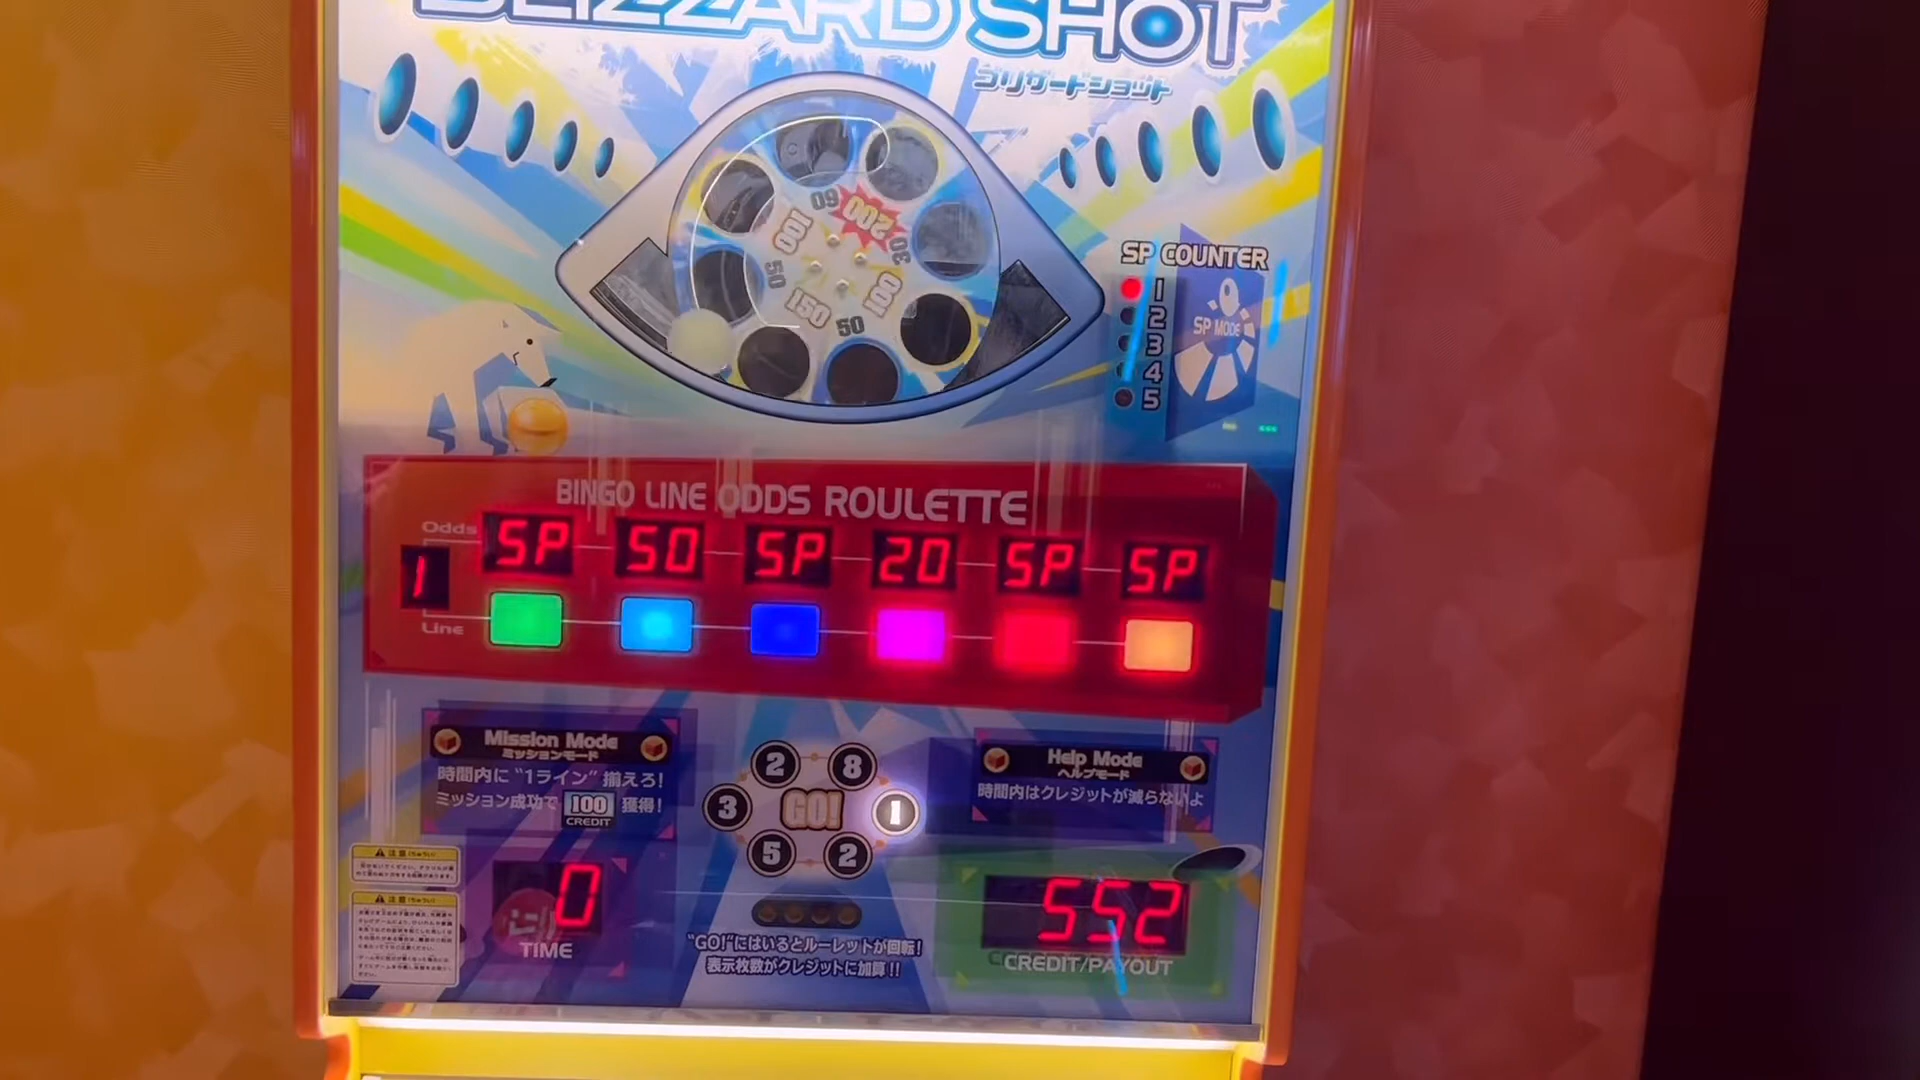 BLIZZARD SHOT
ブリザードショット
60
200
100
30
50
100
150
50
SP COUNTER
1
2
3
4
5
SP MODE
BINGO LINE ODDS ROULETTE
Odds
1
SP 50 SP 20 SP SP
Line
Mission Mode
ミッションモード
時間内に"1ライン"揃えろ!
ミッション成功で 100 CREDIT 獲得!
2 8
3 GO! 1
5 2
Help Mode
ヘルプモード
時間内はクレジットが減らないよ
注意
注意
0
TIME
"GO!"にはいるとルーレットが回転!
表示枚数がクレジットに加算!!
552
CREDIT/PAYOUT